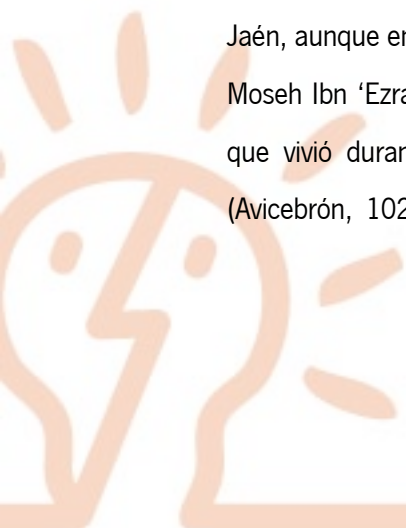 Jaén, aunque en
Moseh Ibn ‘Ezra
que vivió duran
(Avicebrón, 102